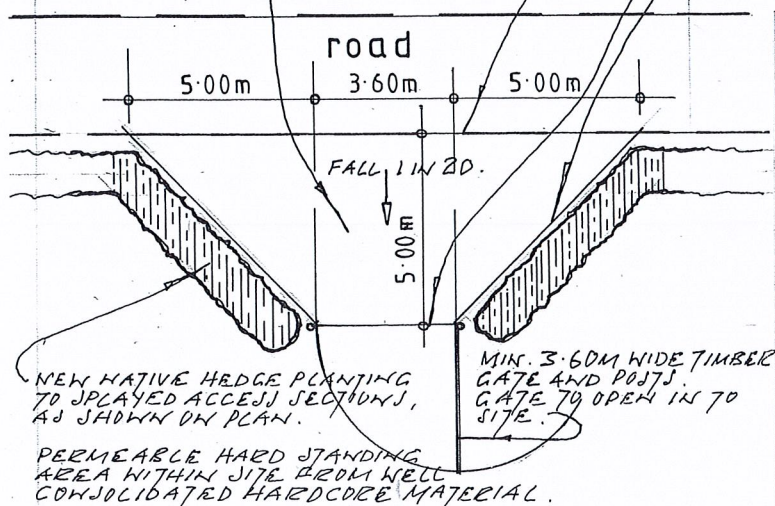 road
5.00m
3.60m
5.00m
FALL 1 IN 20.
5.00m
NEW NATIVE HEDGE PLANTING
TO SPLAYED ACCESS SECTIONS,
AS SHOWN ON PLAN.
MIN. 3.60M WIDE TIMBER
GATE AND POSTS.
GATE TO OPEN IN TO
SITE.
PERMEABLE HARD STANDING
AREA WITHIN SITE FROM WELL
CONSOLIDATED HARDCORE MATERIAL.